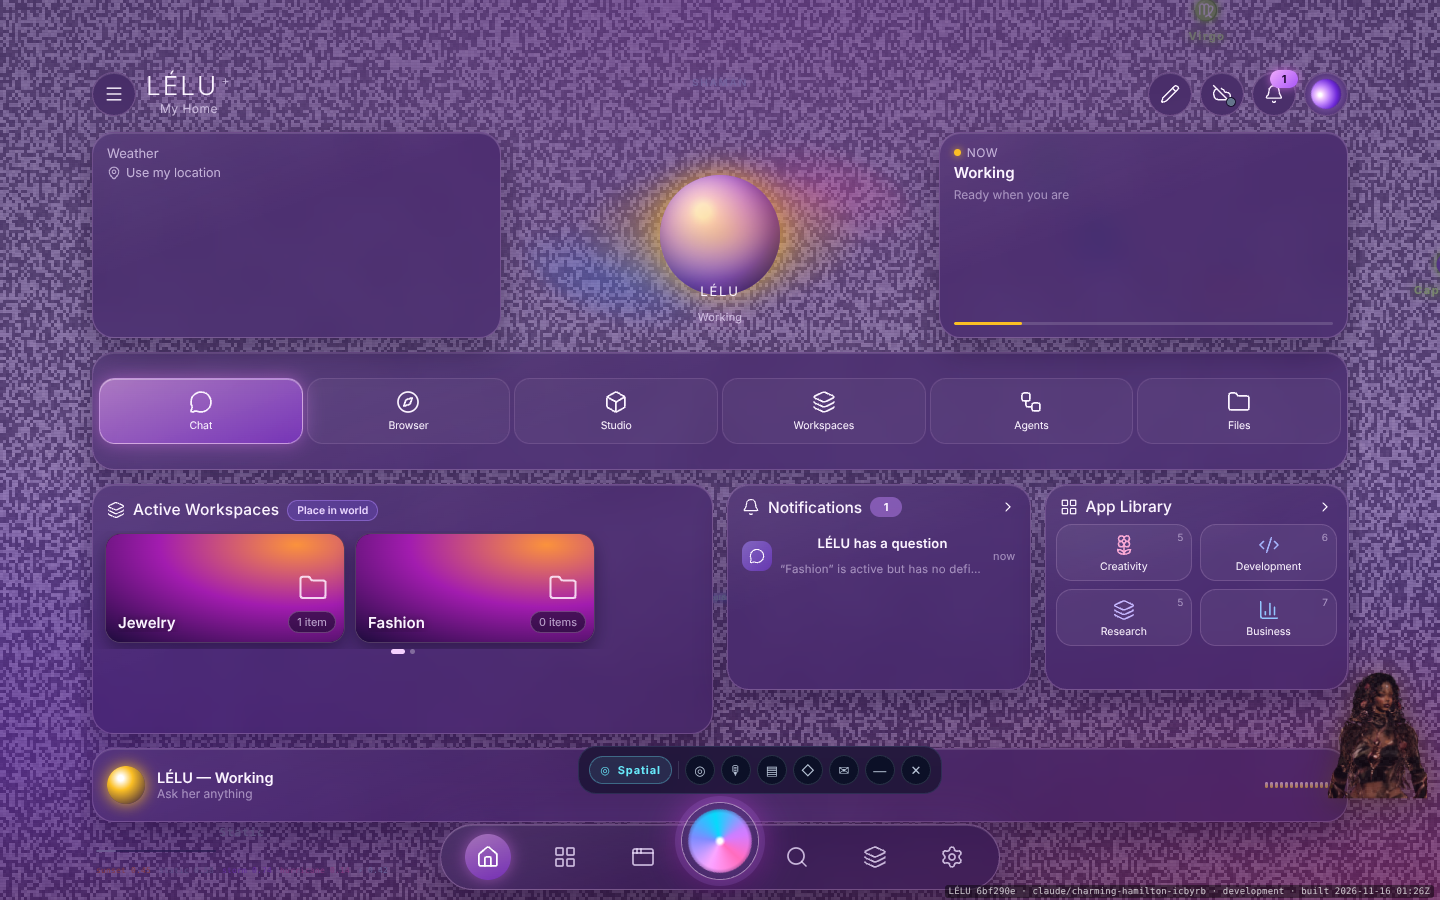 LÉLU
My Home
1
Weather
Use my location
LÉLU
Working
NOW
Working
Ready when you are
Chat
Browser
Studio
Workspaces
Agents
Files
Active Workspaces
Place in world
Jewelry
1 item
Fashion
0 items
Notifications
1
LÉLU has a question
now
“Fashion” is active but has no defi...
App Library
Creativity
5
Development
6
Research
5
Business
7
LÉLU — Working
Ask her anything
Spatial
LÉLU 6bf290e · claude/charming-hamilton-icbyrb · development · built 2026-11-16 01:26Z